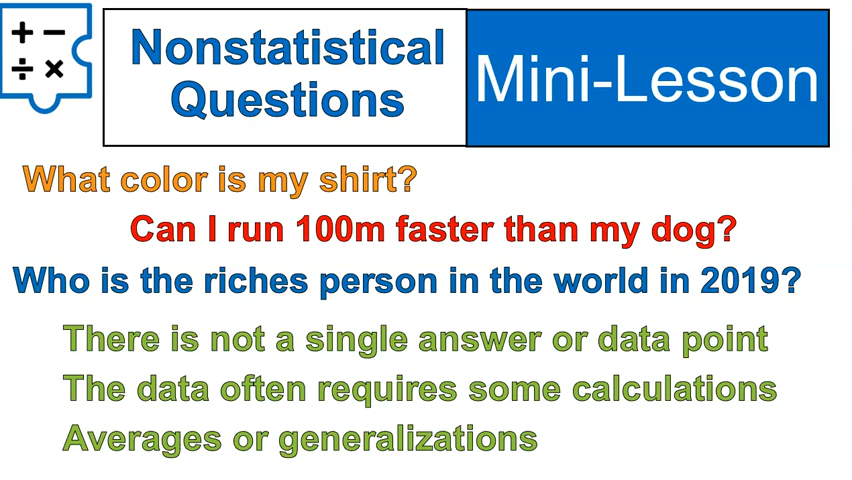 + −
÷ ×
Nonstatistical
Questions
Mini-Lesson
What color is my shirt?
Can I run 100m faster than my dog?
Who is the riches person in the world in 2019?
There is not a single answer or data point
The data often requires some calculations
Averages or generalizations